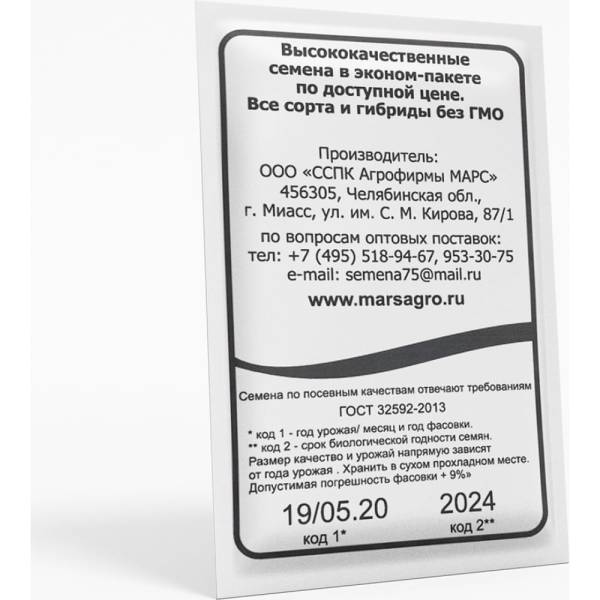 Высококачественные
семена в эконом-пакете
по доступной цене.
Все сорта и гибриды без ГМО
Производитель:
ООО «ССПК Агрофирмы МАРС»
456305, Челябинская обл.,
г. Миасс, ул. им. С. М. Кирова, 87/1
по вопросам оптовых поставок:
тел: +7 (495) 518-94-67, 953-30-75
e-mail: semena75@mail.ru
www.marsagro.ru
Семена по посевным качествам отвечают требованиям
ГОСТ 32592-2013
* код 1 - год урожая/ месяц и год фасовки.
** код 2 - срок биологической годности семян.
Размер качество и урожай напрямую зависят
от года урожая . Хранить в сухом прохладном месте.
Допустимая погрешность фасовки + 9%»
19/05.20 2024
код 1* код 2**